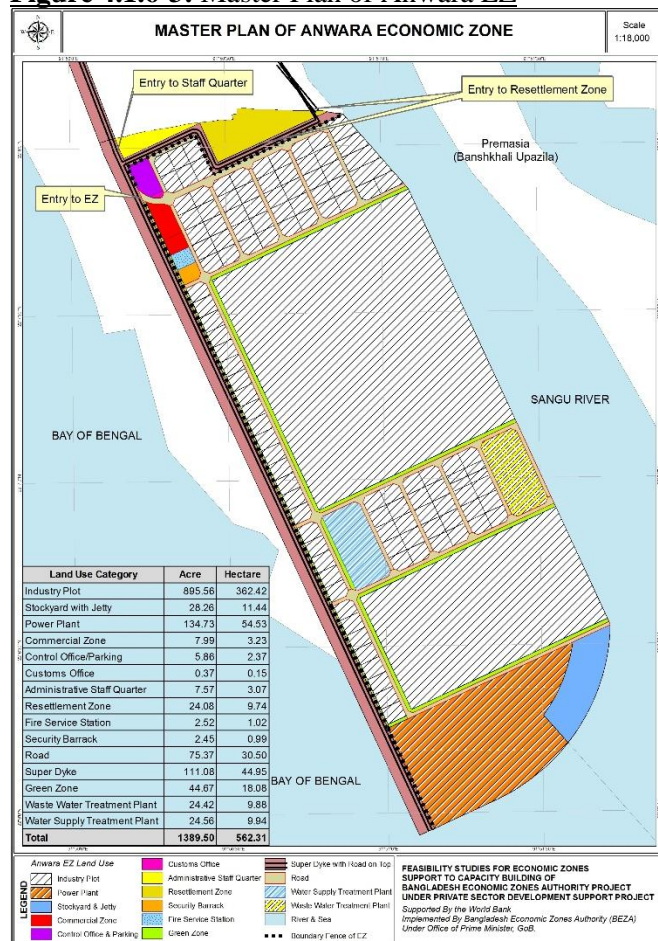 Figure 4.1.6-3: Master Plan of Anwara EZ
MASTER PLAN OF ANWARA ECONOMIC ZONE
Scale
1:18,000
Entry to Staff Quarter
Entry to Resettlement Zone
Premasia
(Banshkhali Upazila)
Entry to EZ
SANGU RIVER
BAY OF BENGAL
Land Use Category Acre Hectare
Industry Plot 895.56 362.42
Stockyard with Jetty 28.26 11.44
Power Plant 134.73 54.53
Commercial Zone 7.99 3.23
Control Office/Parking 5.86 2.37
Customs Office 0.37 0.15
Administrative Staff Quarter 7.57 3.07
Resettlement Zone 24.08 9.74
Fire Service Station 2.52 1.02
Security Barrack 2.45 0.99
Road 75.37 30.50
Super Dyke 111.08 44.95
Green Zone 44.67 18.08
Waste Water Treatment Plant 24.42 9.88
Water Supply Treatment Plant 24.56 9.94
Total 1389.50 562.31
BAY OF BENGAL
LEGEND
Anwara EZ Land Use
Industry Plot
Power Plant
Stockyard & Jetty
Commercial Zone
Control Office & Parking
Customs Office
Administrative Staff Quarter
Resettlement Zone
Security Barrack
Fire Service Station
Green Zone
Super Dyke with Road on Top
Road
Water Supply Treatment Plant
Waste Water Treatment Plant
River & Sea
Boundary Fence of EZ
FEASIBILITY STUDIES FOR ECONOMIC ZONES
SUPPORT TO CAPACITY BUILDING OF
BANGLADESH ECONOMIC ZONES AUTHORITY PROJECT
UNDER PRIVATE SECTOR DEVELOPMENT SUPPORT PROJECT
Supported By the World Bank
Implemented By Bangladesh Economic Zones Authority (BEZA)
Under Office of Prime Minister, GoB.